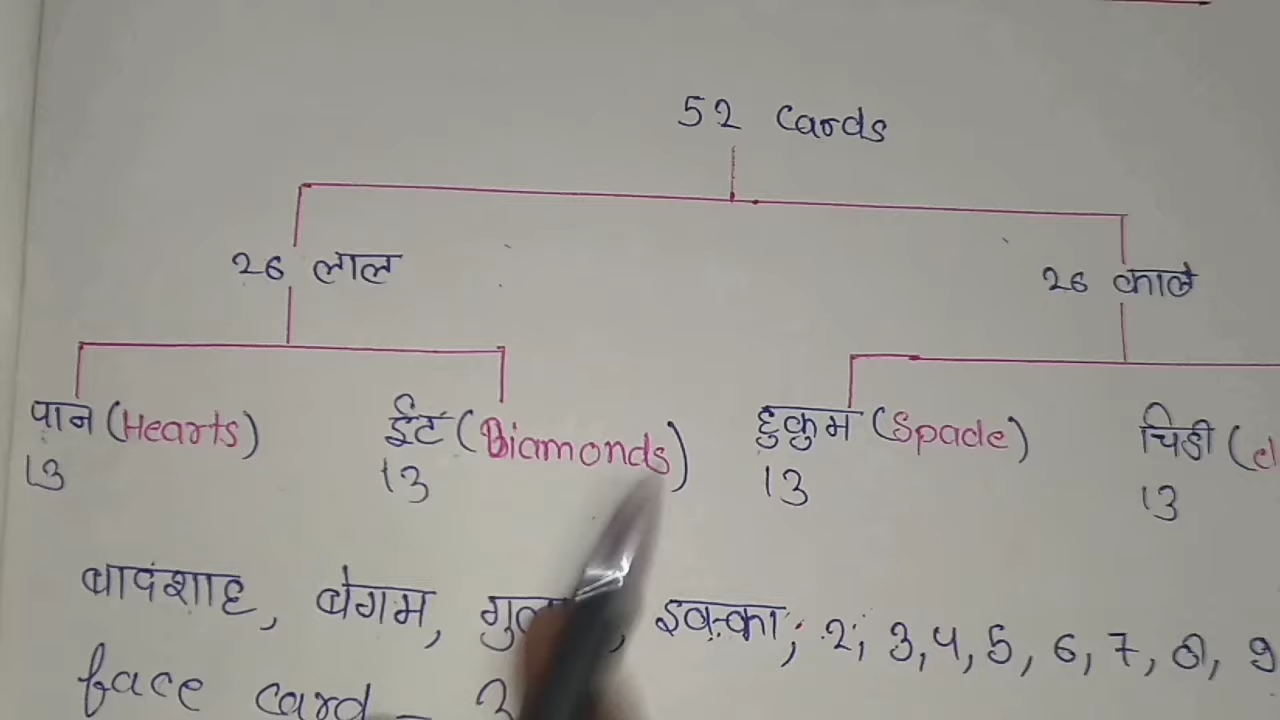 52 cards
26 लाल 26 काले
पान (Hearts) ईट (Diamonds) हुकुम (Spade) चिडी
13 13 13 13
बादशाह, बेगम, इक्का, 2, 3, 4, 5, 6, 7, 8, 9
face card -